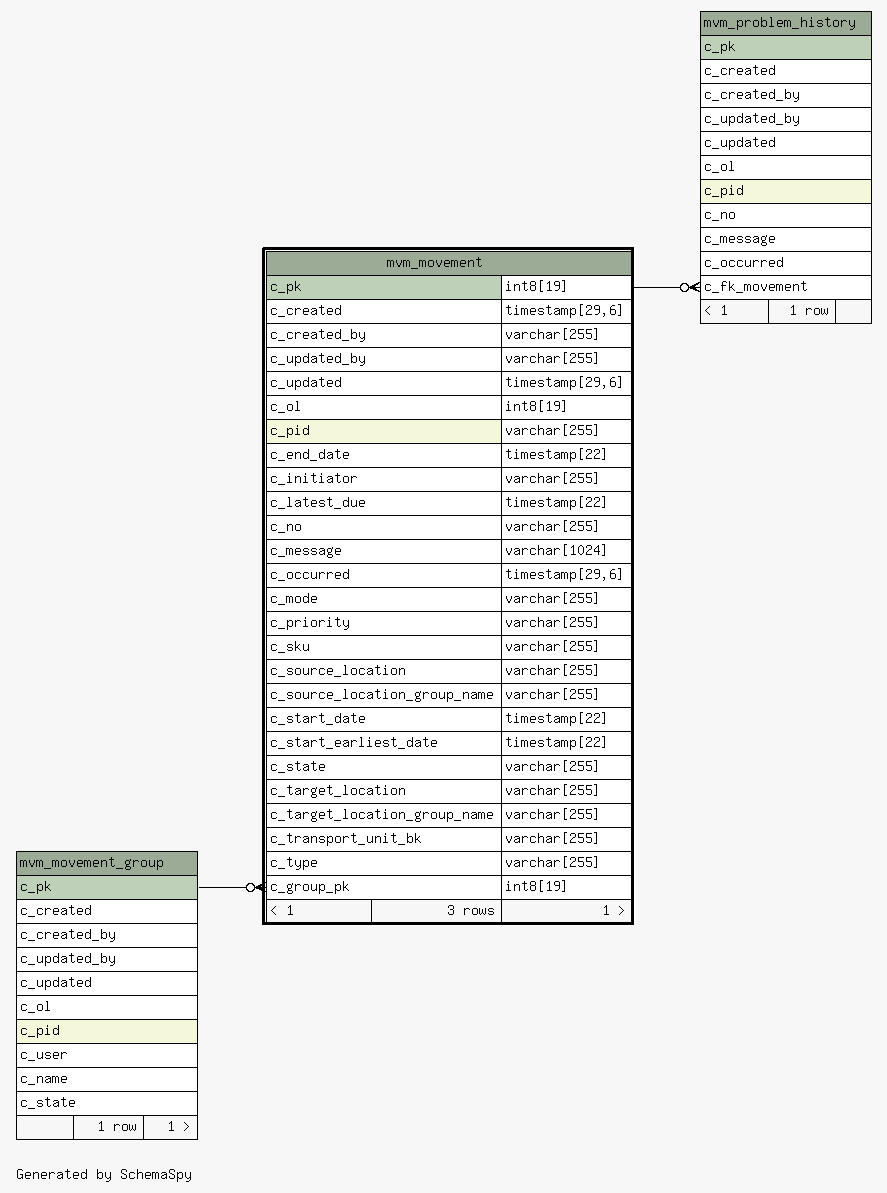 mvm_problem_history
c_pk
c_created
c_created_by
c_updated_by
c_updated
c_ol
c_pid
c_no
c_message
c_occurred
c_fk_movement
< 1 1 row
mvm_movement
c_pk int8[19]
c_created timestamp[29,6]
c_created_by varchar[255]
c_updated_by varchar[255]
c_updated timestamp[29,6]
c_ol int8[19]
c_pid varchar[255]
c_end_date timestamp[22]
c_initiator varchar[255]
c_latest_due timestamp[22]
c_no varchar[255]
c_message varchar[1024]
c_occurred timestamp[29,6]
c_mode varchar[255]
c_priority varchar[255]
c_sku varchar[255]
c_source_location varchar[255]
c_source_location_group_name varchar[255]
c_start_date timestamp[22]
c_start_earliest_date timestamp[22]
c_state varchar[255]
c_target_location varchar[255]
c_target_location_group_name varchar[255]
c_transport_unit_bk varchar[255]
c_type varchar[255]
c_group_pk int8[19]
< 1 3 rows 1 >
mvm_movement_group
c_pk
c_created
c_created_by
c_updated_by
c_updated
c_ol
c_pid
c_user
c_name
c_state
1 row 1 >
Generated by SchemaSpy